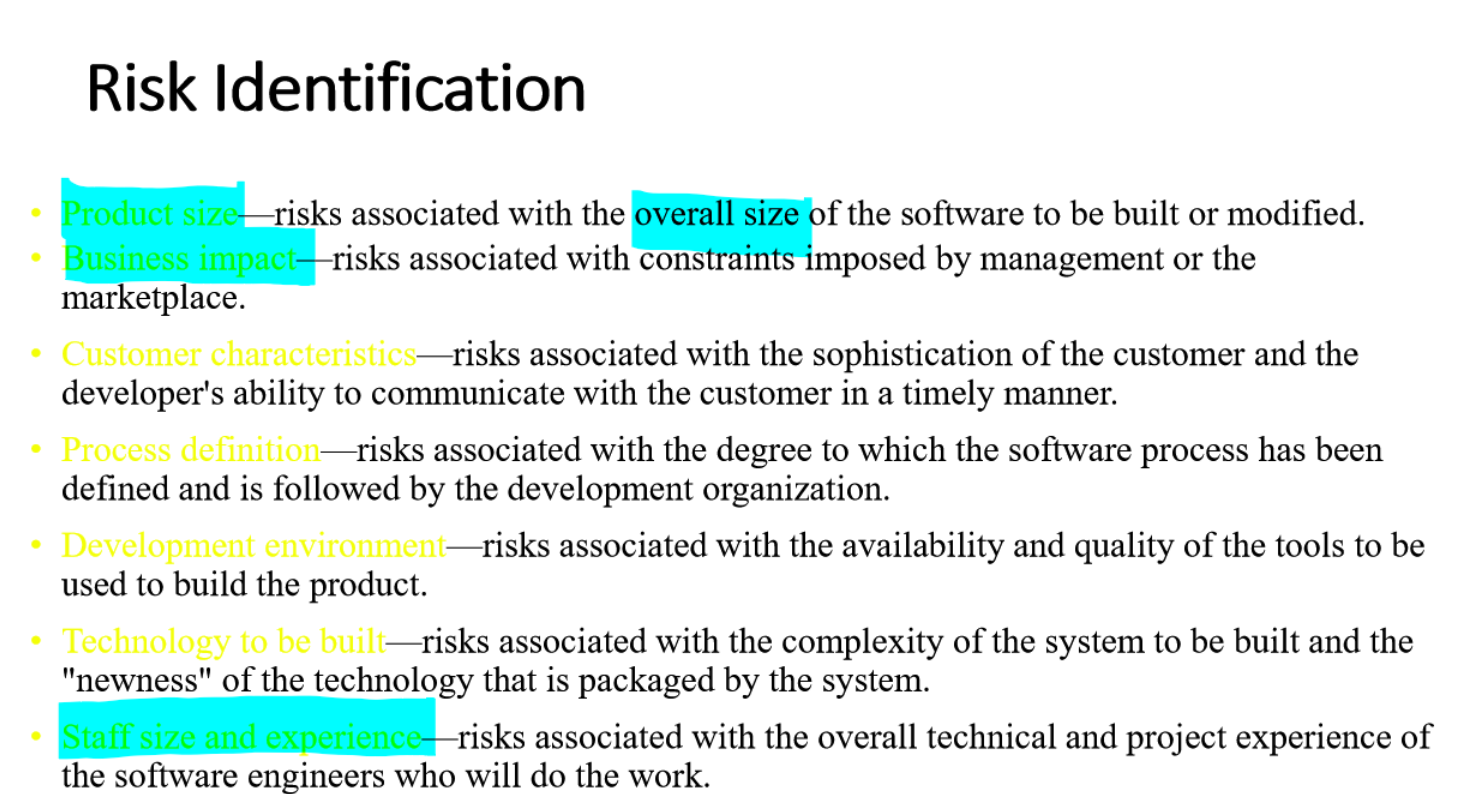 Risk Identification
• Product size—risks associated with the overall size of the software to be built or modified.
• Business impact—risks associated with constraints imposed by management or the
marketplace.
• Customer characteristics—risks associated with the sophistication of the customer and the
developer's ability to communicate with the customer in a timely manner.
• Process definition—risks associated with the degree to which the software process has been
defined and is followed by the development organization.
• Development environment—risks associated with the availability and quality of the tools to be
used to build the product.
• Technology to be built—risks associated with the complexity of the system to be built and the
"newness" of the technology that is packaged by the system.
• Staff size and experience—risks associated with the overall technical and project experience of
the software engineers who will do the work.